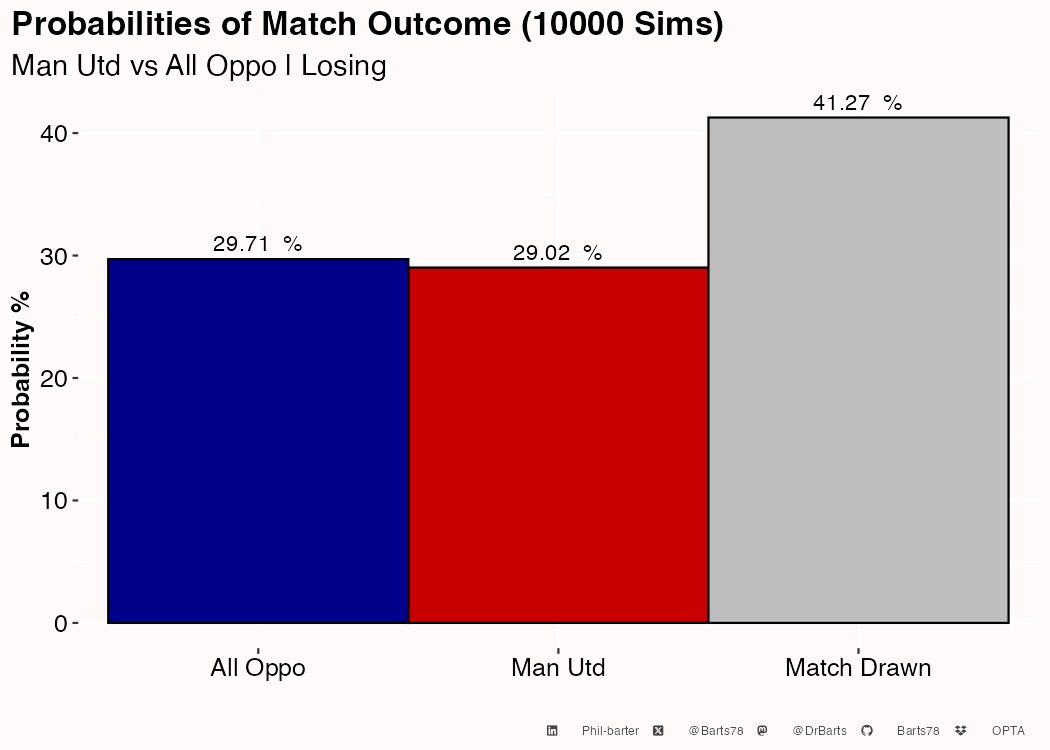 Probabilities of Match Outcome (10000 Sims)
Man Utd vs All Oppo | Losing
Probability %
40
30
20
10
0
29.71 %
29.02 %
41.27 %
All Oppo
Man Utd
Match Drawn
Phil-barter @Barts78 @DrBarts Barts78 OPTA